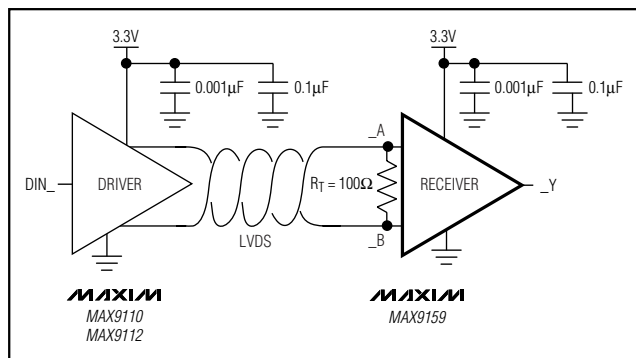 3.3V
3.3V
0.001µF
0.1µF
0.001µF
0.1µF
_A
DIN_
DRIVER
RT = 100Ω
RECEIVER
_Y
LVDS
_B
MAXIM
MAXIM
MAX9110
MAX9112
MAX9159